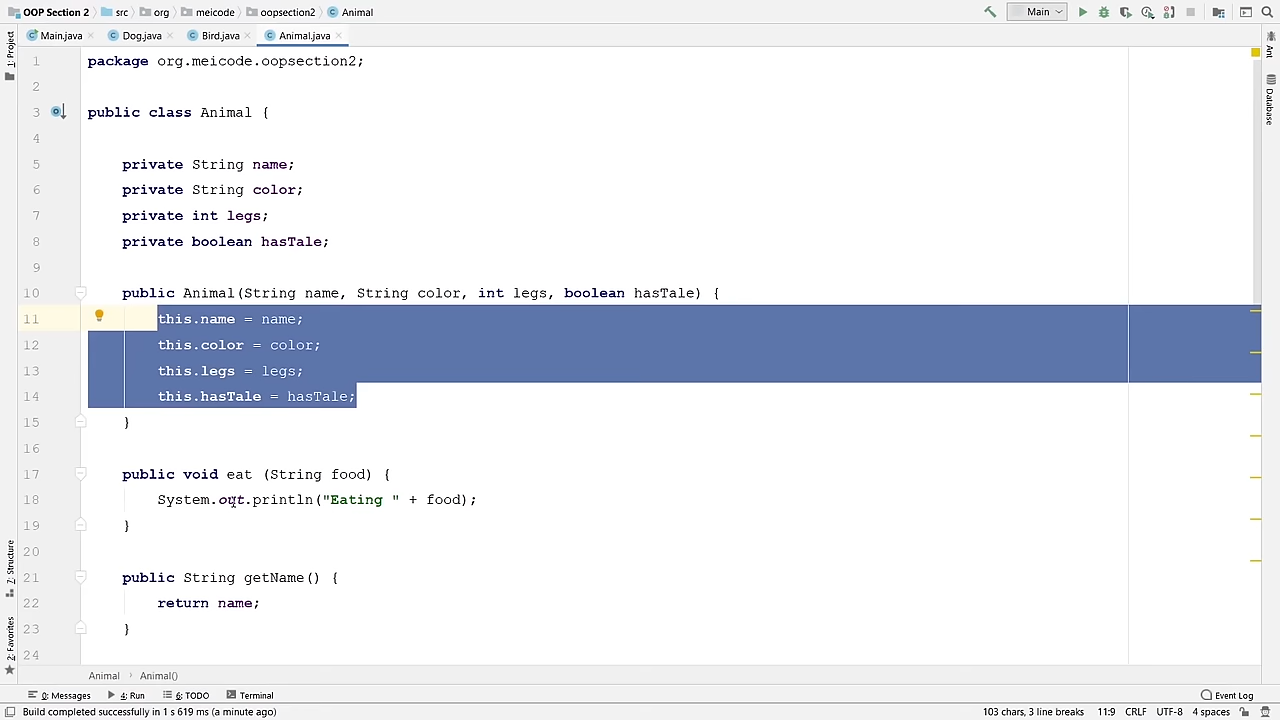 OOP Section 2 src org meicode oopsection2 Animal Main
Main.java Dog.java Bird.java Animal.java
1: Project
Ant
Database
7: Structure
2: Favorites
1 package org.meicode.oopsection2;
2
3 public class Animal {
4
5 private String name;
6 private String color;
7 private int legs;
8 private boolean hasTale;
9
10 public Animal(String name, String color, int legs, boolean hasTale) {
11 this.name = name;
12 this.color = color;
13 this.legs = legs;
14 this.hasTale = hasTale;
15 }
16
17 public void eat (String food) {
18 System.out.println("Eating " + food);
19 }
20
21 public String getName() {
22 return name;
23 }
24
Animal Animal()
0: Messages 4: Run 6: TODO Terminal Event Log
Build completed successfully in 1 s 619 ms (a minute ago) 103 chars, 3 line breaks 11:9 CRLF UTF-8 4 spaces